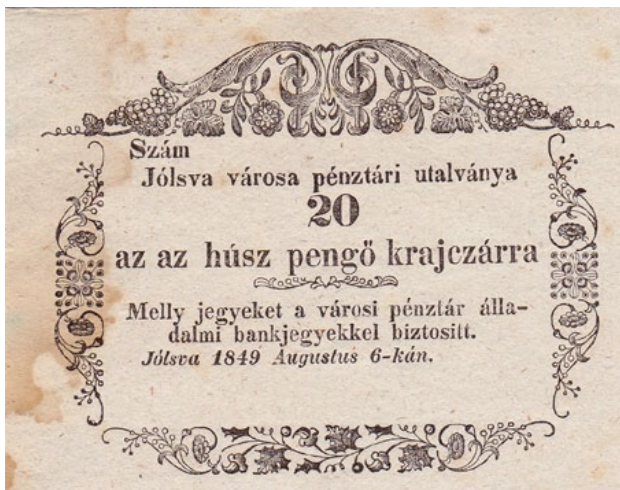 Szám
Jólsva városa pénztári utalványa
20
az az húsz pengő krajczárra
Melly jegyeket a városi pénztár álla-
dalmi bankjegyekkel biztositt.
Jólsva 1849 Augustus 6-kán.